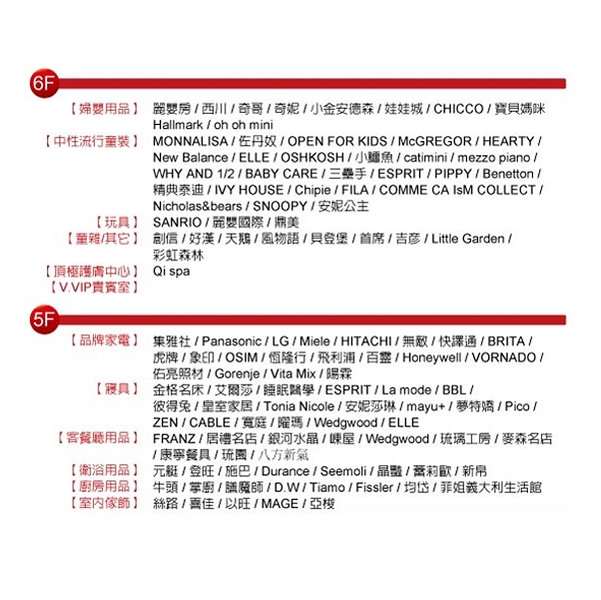 6F
【婦嬰用品】 麗嬰房 / 西川 / 奇哥 / 奇妮 / 小金安德森 / 娃娃城 / CHICCO / 寶貝媽咪
Hallmark / oh oh mini
【中性流行童裝】 MONNALISA / 佐丹奴 / OPEN FOR KIDS / McGREGOR / HEARTY /
New Balance / ELLE / OSHKOSH / 小鱷魚 / catimini / mezzo piano /
WHY AND 1/2 / BABY CARE / 三疊手 / ESPRIT / PIPPY / Benetton /
精典泰迪 / IVY HOUSE / Chipie / FILA / COMME CA IsM COLLECT /
Nicholas&bears / SNOOPY / 安妮公主
【玩具】 SANRIO / 麗嬰國際 / 鼎美
【童雜/其它】 創信 / 好漢 / 天鵝 / 風物語 / 貝登堡 / 首席 / 吉彦 / Little Garden /
彩虹森林
【頂極護膚中心】 Qi spa
【V.VIP貴賓室】
5F
【品牌家電】 集雅社 / Panasonic / LG / Miele / HITACHI / 無敵 / 快譯通 / BRITA /
虎牌 / 象印 / OSIM / 恆隆行 / 飛利浦 / 百靈 / Honeywell / VORNADO /
佑亮照材 / Gorenje / Vita Mix / 暘霖
【寢具】 金格名床 / 艾爾莎 / 睡眠醫學 / ESPRIT / La mode / BBL /
彼得兔 / 皇室家居 / Tonia Nicole / 安妮莎琳 / mayu+ / 夢特嬌 / Pico /
ZEN / CABLE / 寬庭 / 曜瑪 / Wedgwood / ELLE
【客餐廳用品】 FRANZ / 居禮名店 / 銀河水晶 / 崠屋 / Wedgwood / 琉璃工房 / 麥森名店
/ 康寧餐具 / 琉園 / 八方新氣
【衛浴用品】 元艇 / 登旺 / 施巴 / Durance / Seemoli / 晶豔 / 蕎莉歐 / 新帛
【廚房用品】 牛頭 / 掌廚 / 膳魔師 / D.W / Tiamo / Fissler / 均岱 / 菲姐義大利生活館
【室内傢飾】 絲路 / 喜佳 / 以旺 / MAGE / 亞梭